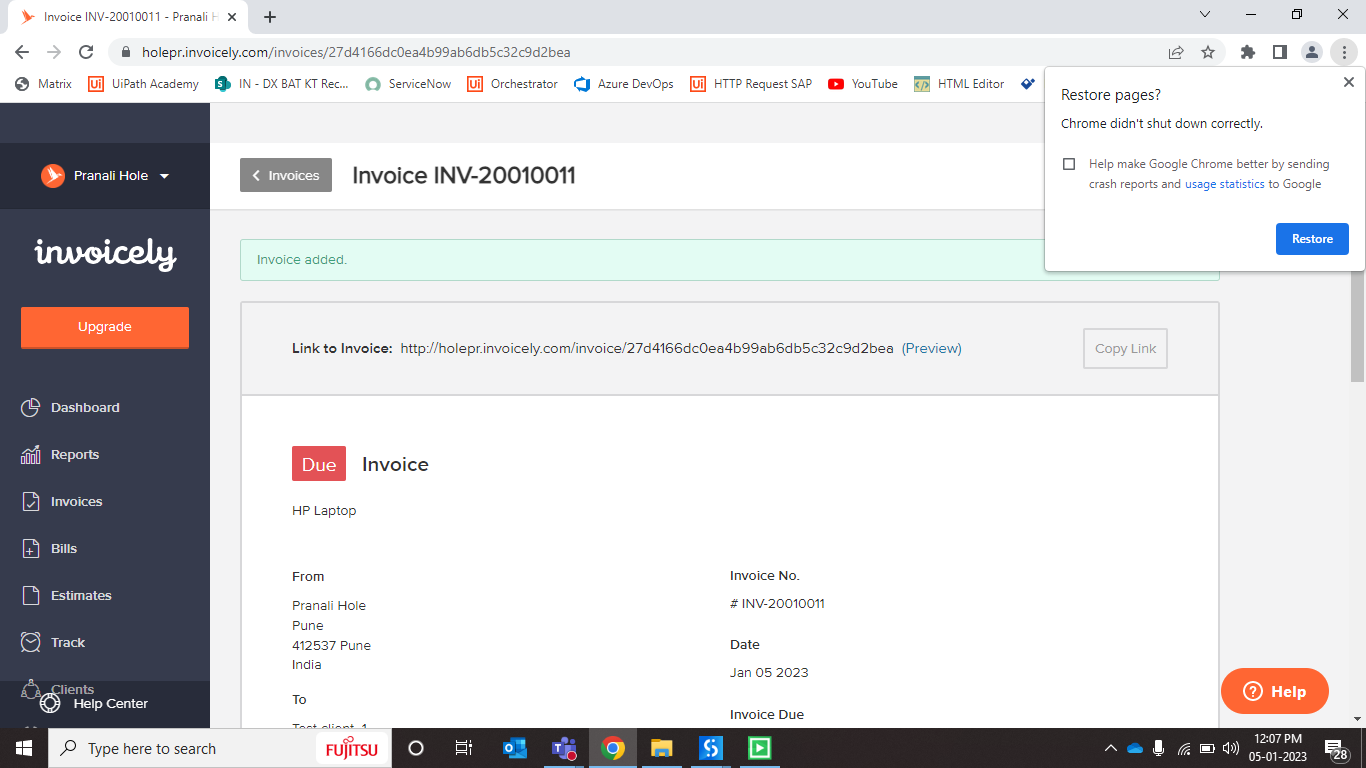 Invoice INV-20010011 - Pranali H
holepr.invoicely.com/invoices/27d4166dc0ea4b99ab6db5c32c9d2bea
Matrix
UiPath Academy
IN - DX BAT KT Rec...
ServiceNow
Orchestrator
Azure DevOps
HTTP Request SAP
YouTube
HTML Editor
Restore pages?
Chrome didn't shut down correctly.
Help make Google Chrome better by sending
crash reports and usage statistics to Google
Restore
Pranali Hole
invoicely
Upgrade
Dashboard
Reports
Invoices
Bills
Estimates
Track
Clients
Help Center
Invoices
Invoice INV-20010011
Invoice added.
Link to Invoice: http://holepr.invoicely.com/invoice/27d4166dc0ea4b99ab6db5c32c9d2bea (Preview)
Copy Link
Due Invoice
HP Laptop
From
Pranali Hole
Pune
412537 Pune
India
To
Test client 1
Invoice No.
# INV-20010011
Date
Jan 05 2023
Invoice Due
Help
Type here to search
FUJITSU
12:07 PM
05-01-2023
28